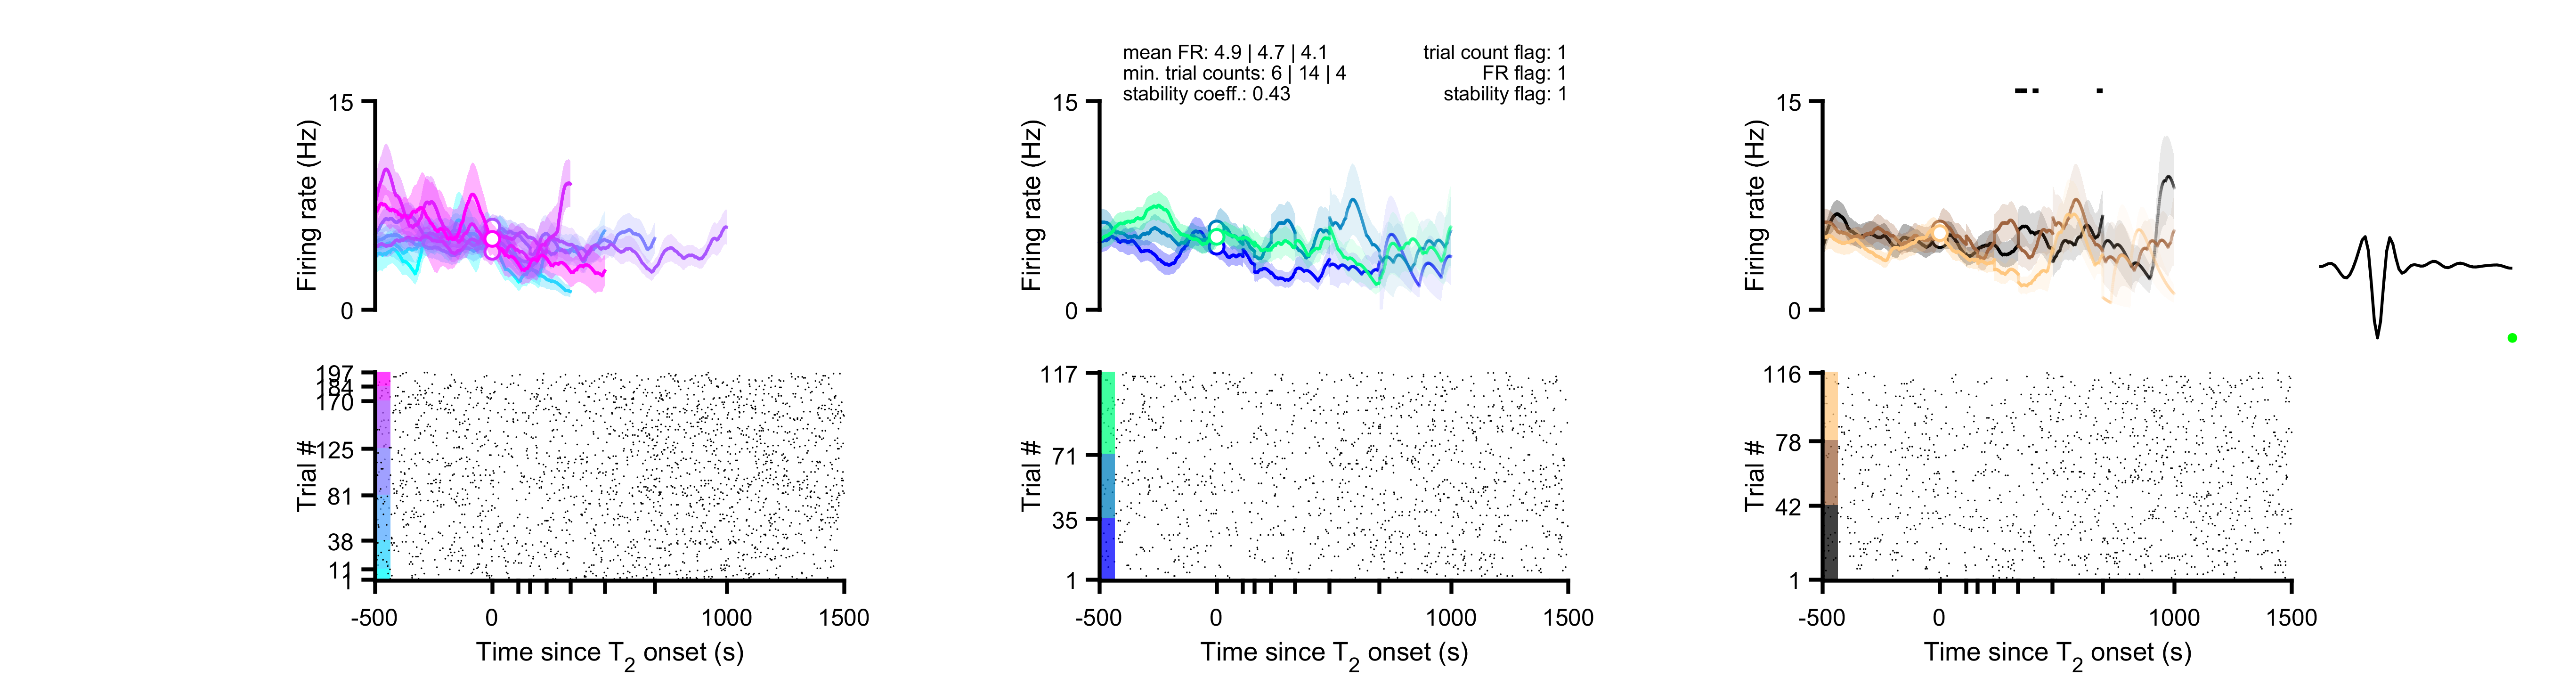 mean FR: 4.9 | 4.7 | 4.1
min. trial counts: 6 | 14 | 4
stability coeff.: 0.43
trial count flag: 1
FR flag: 1
stability flag: 1
15
Firing rate (Hz)
0
15
Firing rate (Hz)
0
15
Firing rate (Hz)
0
197
184
170
125
81
38
11
1
Trial #
-500
0
1000
1500
Time since T2 onset (s)
117
71
35
1
Trial #
-500
0
1000
1500
Time since T2 onset (s)
116
78
42
1
Trial #
-500
0
1000
1500
Time since T2 onset (s)